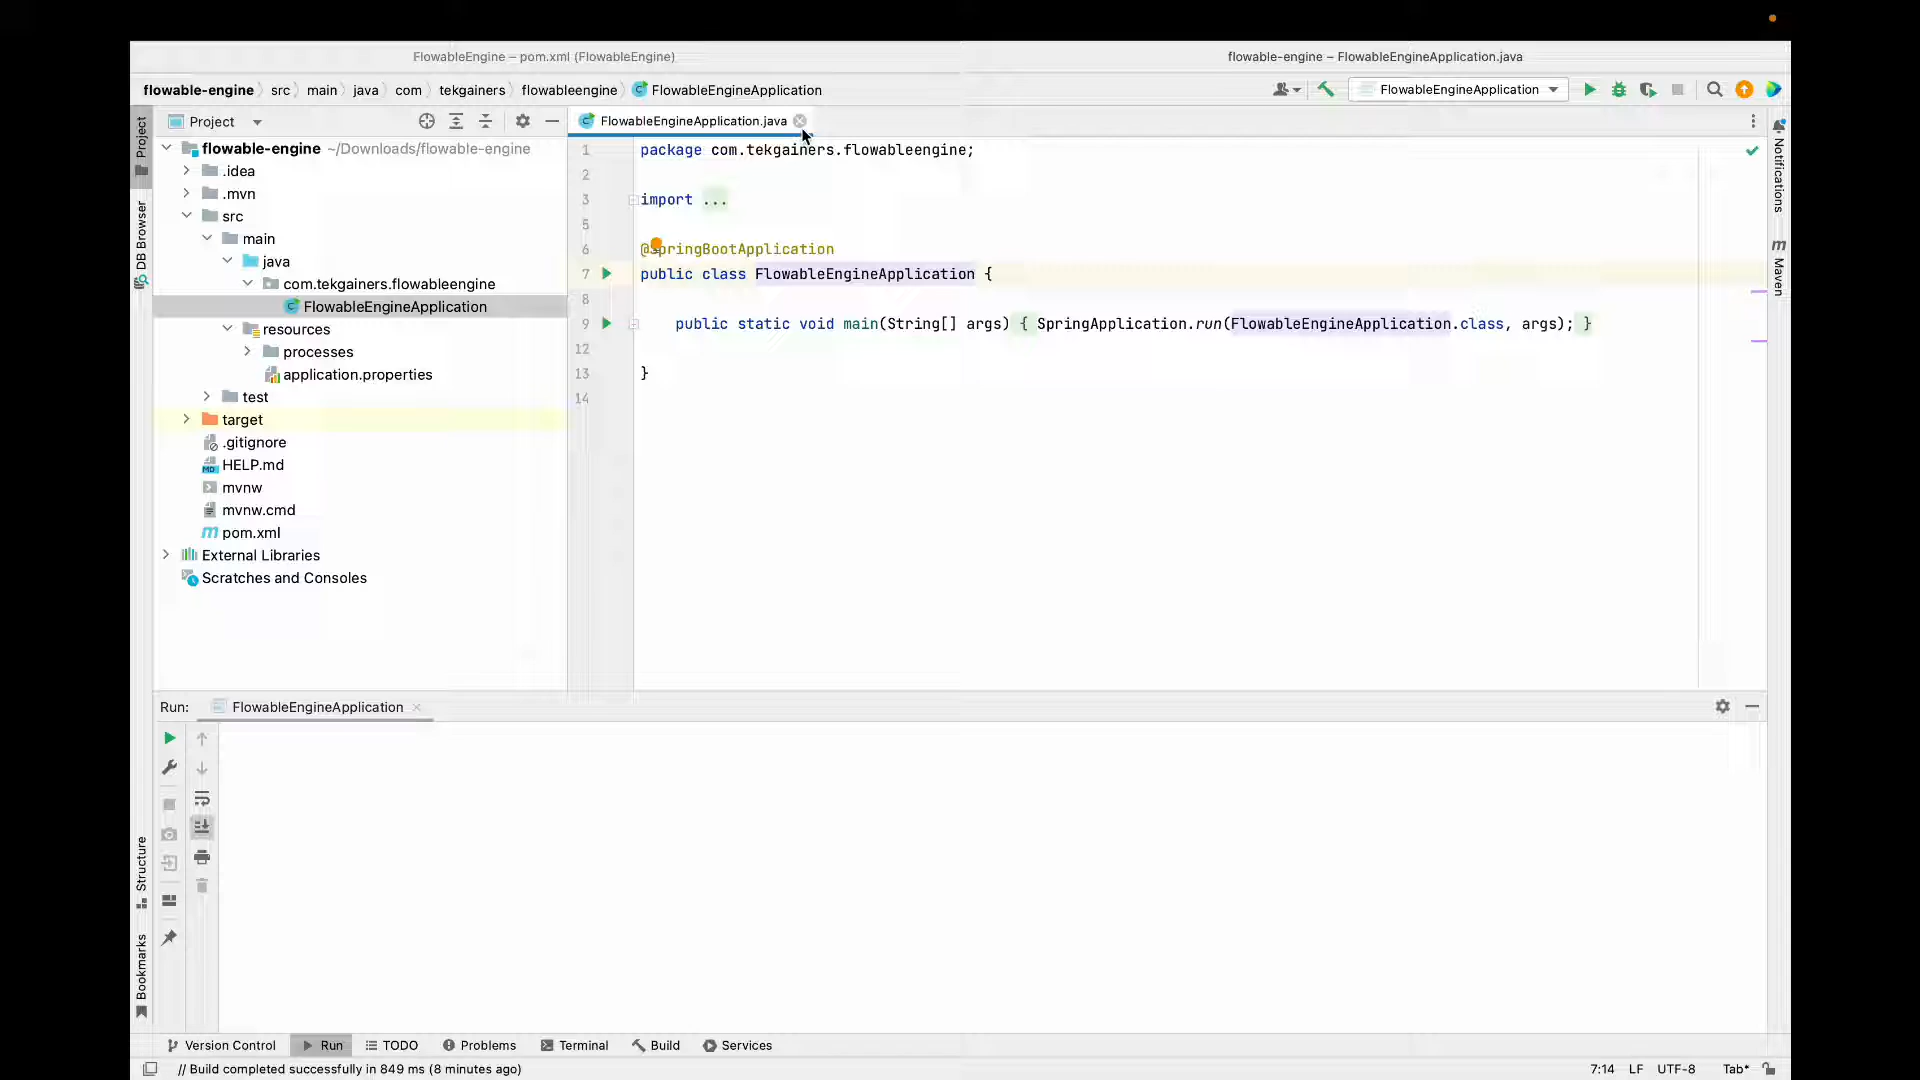 FlowableEngine – pom.xml (FlowableEngine)
flowable-engine – FlowableEngineApplication.java
flowable-engine src main java com tekgainers flowableengine FlowableEngineApplication
FlowableEngineApplication
Project
FlowableEngineApplication.java
Project
DB Browser
Structure
Bookmarks
flowable-engine ~/Downloads/flowable-engine
.idea
.mvn
src
main
java
com.tekgainers.flowableengine
FlowableEngineApplication
resources
processes
application.properties
test
target
.gitignore
HELP.md
mvnw
mvnw.cmd
pom.xml
External Libraries
Scratches and Consoles
1 package com.tekgainers.flowableengine;
2
3 import ...
5
6 @SpringBootApplication
7 public class FlowableEngineApplication {
8
9 public static void main(String[] args) { SpringApplication.run(FlowableEngineApplication.class, args); }
12
13 }
14
Notifications
Maven
Run: FlowableEngineApplication
Version Control Run TODO Problems Terminal Build Services
// Build completed successfully in 849 ms (8 minutes ago)
7:14 LF UTF-8 Tab*